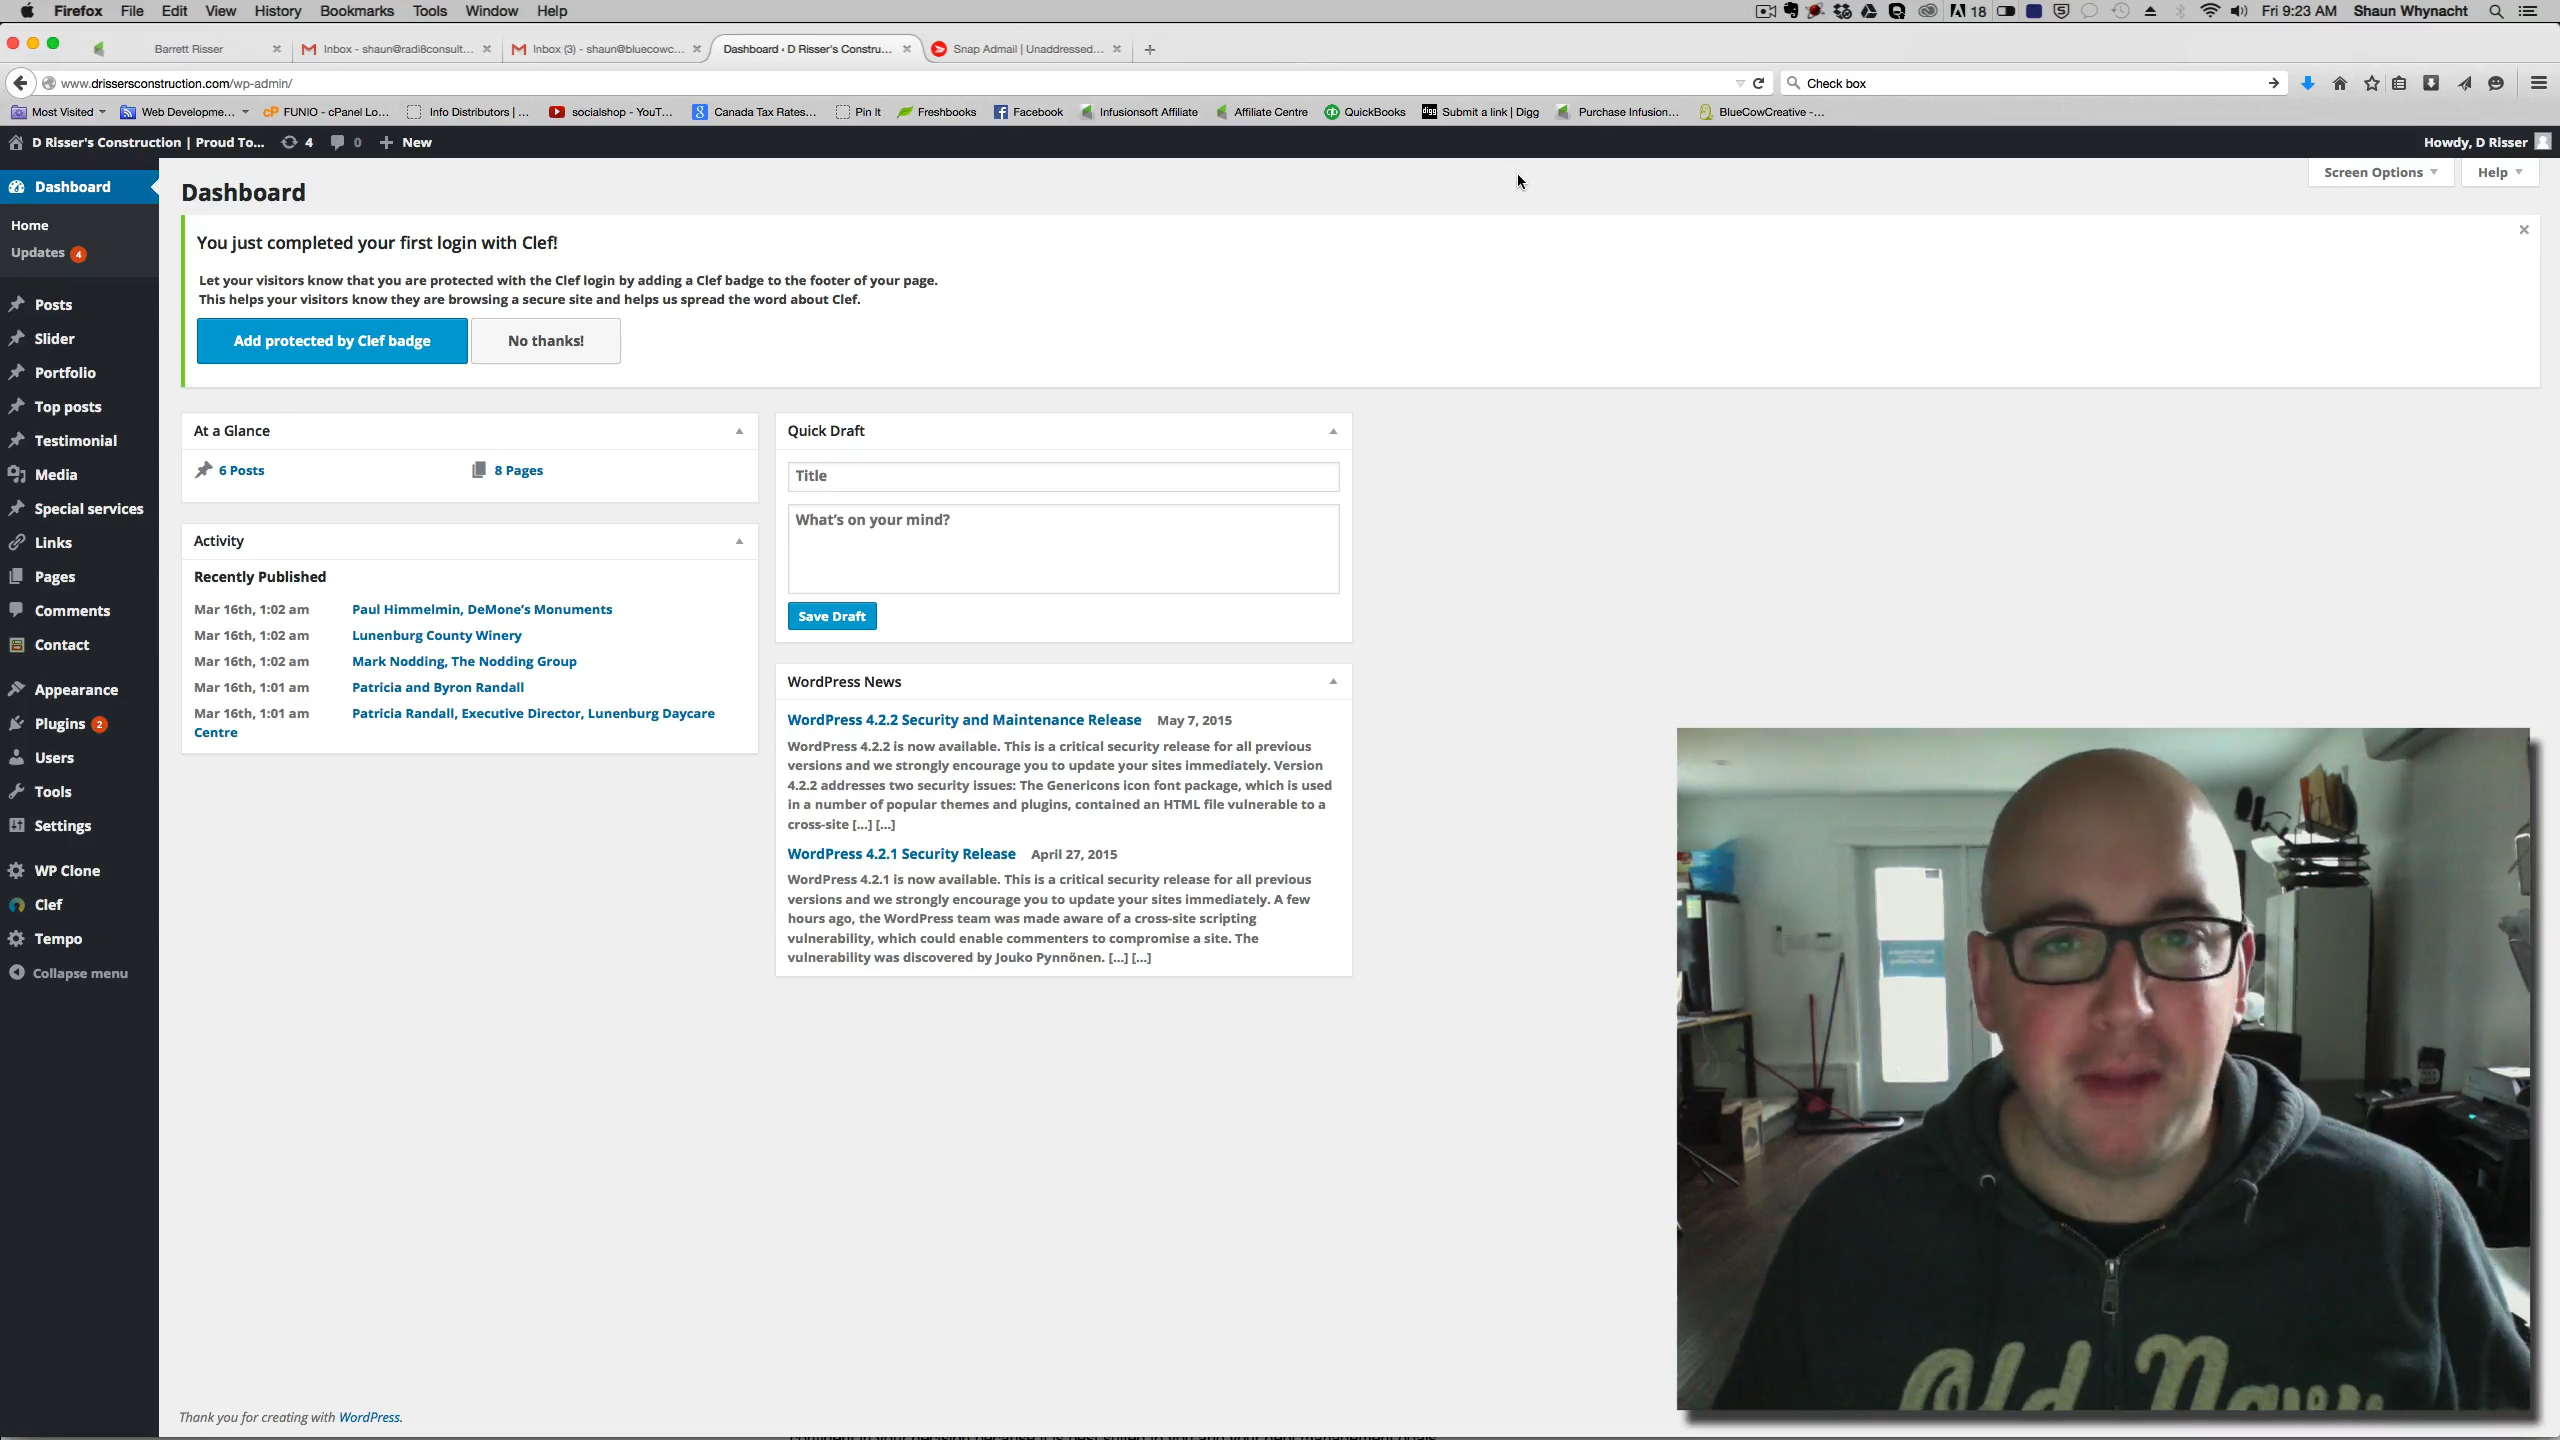 Firefox File Edit View History Bookmarks Tools Window Help 18 Fri 9:23 AM Shaun Whynacht
Barrett Risser Inbox - shaun@radi8consult... Inbox (3) - shaun@bluecowc... Dashboard ‹ D Risser's Constru... Snap Admail | Unaddressed...
www.drissersconstruction.com/wp-admin/ Check box
Most Visited Web Developme... cP FUNIO - cPanel Lo... Info Distributors | ... socialshop - YouT... Canada Tax Rates... Pin It Freshbooks Facebook Infusionsoft Affiliate Affiliate Centre QuickBooks digg Submit a link | Digg Purchase Infusion... BlueCowCreative -...
D Risser's Construction | Proud To... 4 0 + New Howdy, D Risser
Screen Options Help
Dashboard
Home
Updates 4
Posts
Slider
Portfolio
Top posts
Testimonial
Media
Special services
Links
Pages
Comments
Contact
Appearance
Plugins 2
Users
Tools
Settings
WP Clone
Clef
Tempo
Collapse menu
Dashboard
You just completed your first login with Clef!
Let your visitors know that you are protected with the Clef login by adding a Clef badge to the footer of your page.
This helps your visitors know they are browsing a secure site and helps us spread the word about Clef.
Add protected by Clef badge No thanks!
At a Glance
6 Posts 8 Pages
Activity
Recently Published
Mar 16th, 1:02 am Paul Himmelmin, DeMone's Monuments
Mar 16th, 1:02 am Lunenburg County Winery
Mar 16th, 1:02 am Mark Nodding, The Nodding Group
Mar 16th, 1:01 am Patricia and Byron Randall
Mar 16th, 1:01 am Patricia Randall, Executive Director, Lunenburg Daycare
Centre
Quick Draft
Title
What's on your mind?
Save Draft
WordPress News
WordPress 4.2.2 Security and Maintenance Release May 7, 2015
WordPress 4.2.2 is now available. This is a critical security release for all previous
versions and we strongly encourage you to update your sites immediately. Version
4.2.2 addresses two security issues: The Genericons icon font package, which is used
in a number of popular themes and plugins, contained an HTML file vulnerable to a
cross-site [...] [...]
WordPress 4.2.1 Security Release April 27, 2015
WordPress 4.2.1 is now available. This is a critical security release for all previous
versions and we strongly encourage you to update your sites immediately. A few
hours ago, the WordPress team was made aware of a cross-site scripting
vulnerability, which could enable commenters to compromise a site. The
vulnerability was discovered by Jouko Pynnönen. [...] [...]
Old Navy
Thank you for creating with WordPress.